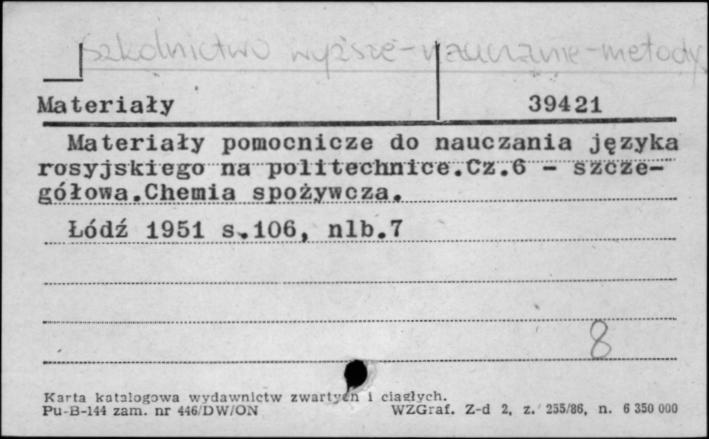 szkolnictwo wyższe - nauczanie - metody
Materiały 39421
Materiały pomocnicze do nauczania języka
rosyjskiego na politechnice.Cz.6 - szcze-
gółowa.Chemia spożywcza.
Łódź 1951 s.106, nlb.7
8
Karta katalogowa wydawnictw zwartych i ciągłych.
Pu-B-144 zam. nr 446/DW/ON WZGraf. Z-d 2, z. 255/86, n. 6 350 000